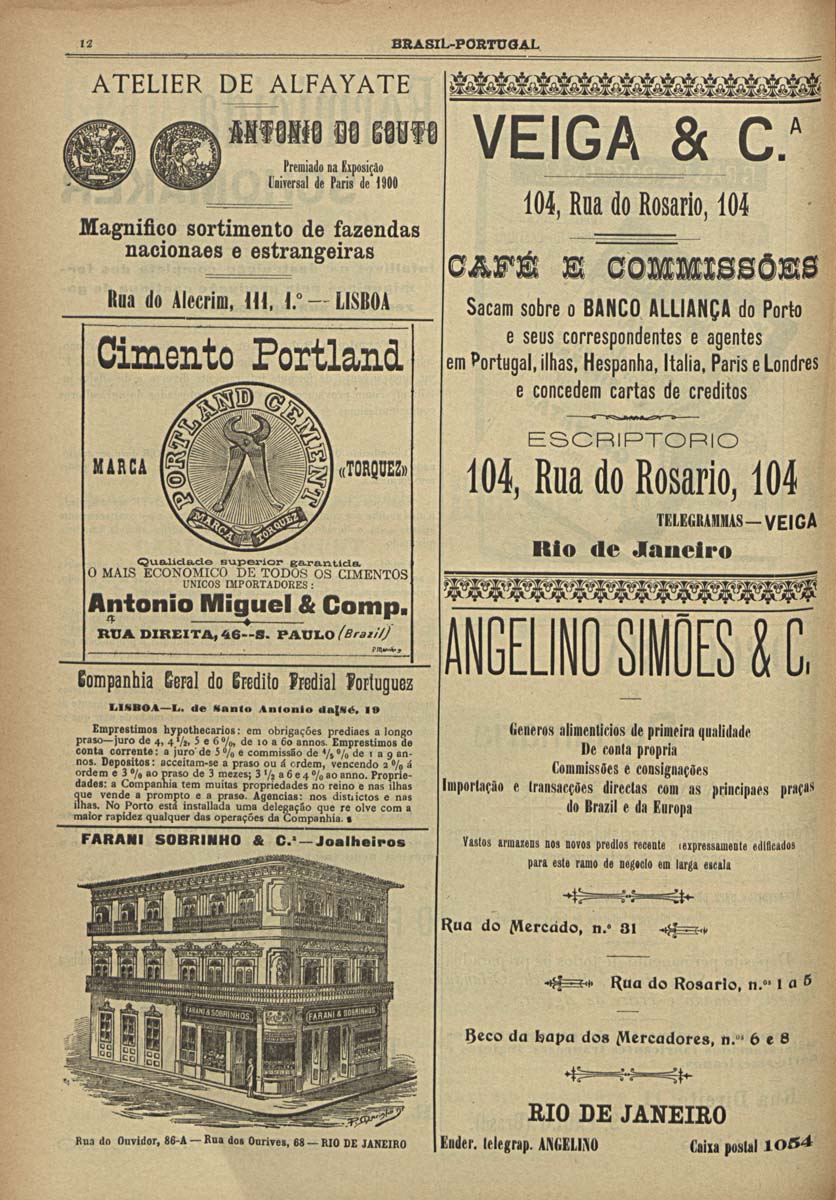 12
BRASIL-PORTUGAL
ATELIER DE ALFAYATE
ANTONIO DO COUTO
Premiado na Exposição
Universal de Paris de 1900
Magnifico sortimento de fazendas
nacionaes e estrangeiras
Rua do Alecrim, 111, 1.º — LISBOA
Cimento Portland
PORTLAND CEMENT
MARCA «TORQUEZ»
MARCA TORQUEZ
Qualidade superior garantida
O MAIS ECONOMICO DE TODOS OS CIMENTOS
UNICOS IMPORTADORES:
Antonio Miguel & Comp.
RUA DIREITA, 46--S. PAULO (Brazil)
Companhia Geral do Credito Predial Portuguez
LISBOA—L. de Santo Antonio da Sé, 19
Emprestimos hypothecarios: em obrigações prediaes a longo
praso—juro de 4, 4 1/2, 5 e 6 %, de 10 a 60 annos. Emprestimos de
conta corrente: a juro de 5 % e commissão de 1/5 % de 1 a 9 an-
nos. Depositos: acceitam-se a praso ou á ordem, vencendo 2 % á
ordem e 3 % ao praso de 3 mezes; 3 1/2 a 6 e 4 % ao anno. Proprie-
dades: a Companhia tem muitas propriedades no reino e nas ilhas
que vende a prompto e a praso. Agencias: nos districtos e nas
ilhas. No Porto está installada uma delegação que re olve com a
maior rapidez qualquer das operações da Companhia.
FARANI SOBRINHO & C.ª—Joalheiros
FARANI & SOBRINHOS.
FARANI & SOBRINHOS.
Rua do Ouvidor, 86-A — Rua dos Ourives, 68 — RIO DE JANEIRO
VEIGA & C.A
104, Rua do Rosario, 104
CAFÉ E COMMISSÕES
Sacam sobre o BANCO ALLIANÇA do Porto
e seus correspondentes e agentes
em Portugal, ilhas, Hespanha, Italia, Paris e Londres
e concedem cartas de creditos
ESCRIPTORIO
104, Rua do Rosario, 104
TELEGRAMMAS—VEIGA
Rio de Janeiro
ANGELINO SIMÕES & C.
Generos alimenticios de primeira qualidade
De conta propria
Commissões e consignações
Importação e transacções directas com as principaes praças
do Brazil e da Europa
Vastos armazens nos novos predios recente expressamente edificados
para este ramo de negocio em larga escala
Rua do Mercado, n.º 31
Rua do Rosario, n.os 1 a 5
Beco da Lapa dos Mercadores, n.os 6 e 8
RIO DE JANEIRO
Ender. telegrap. ANGELINO Caixa postal 1054